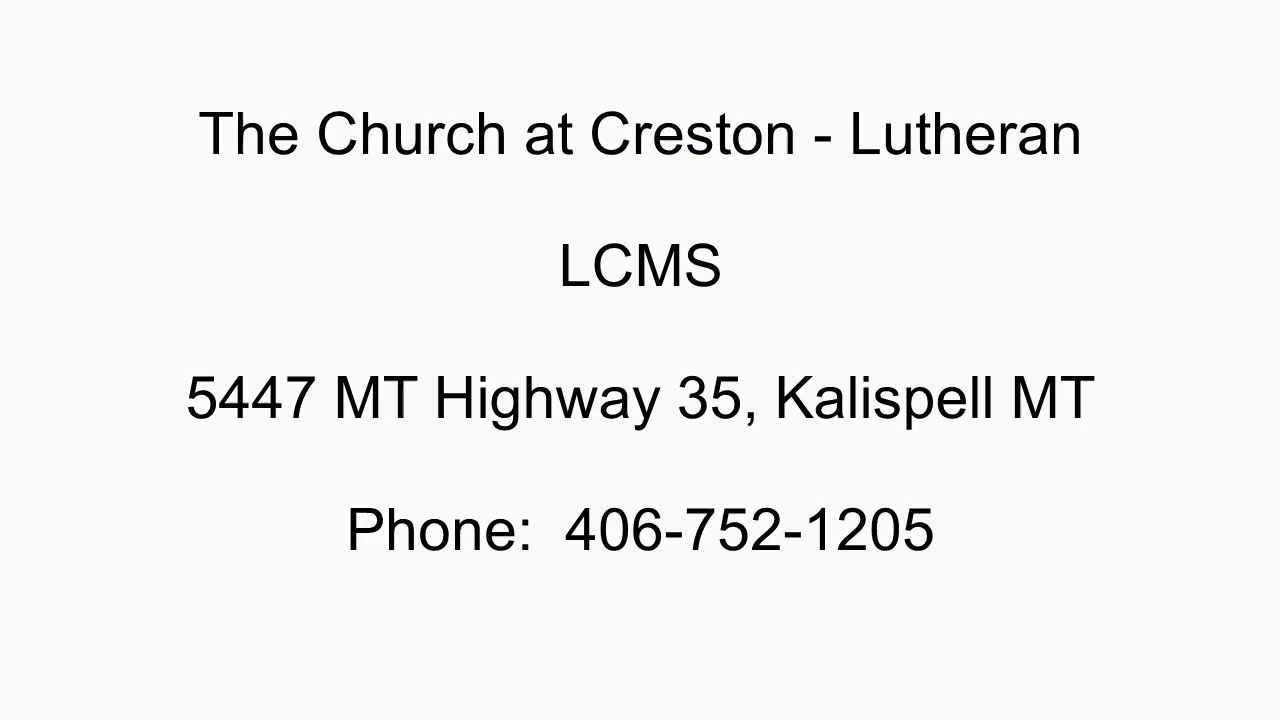 The Church at Creston - Lutheran
LCMS
5447 MT Highway 35, Kalispell MT
Phone:  406-752-1205